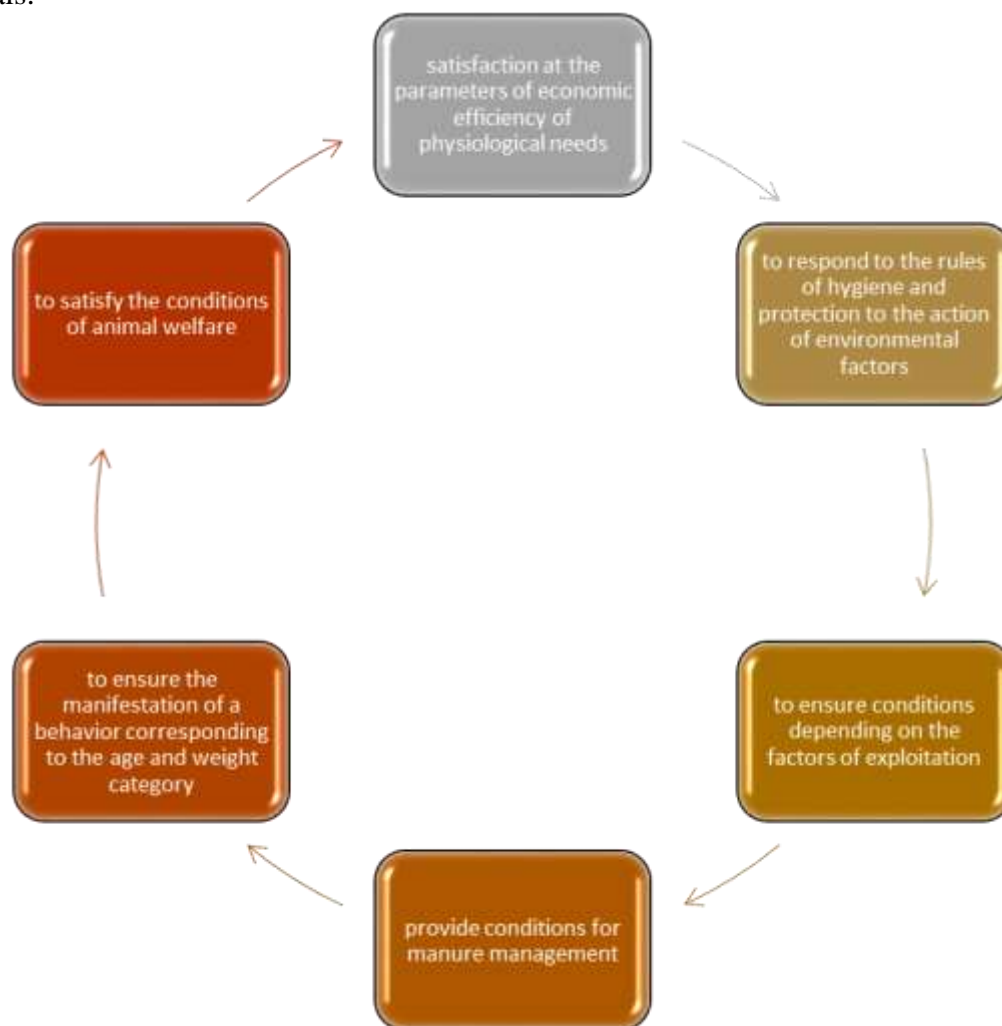 satisfaction at the
parameters of economic
efficiency of
physiological needs
to respond to the rules
of hygiene and
protection to the action
of environmental
factors
to ensure conditions
depending on the
factors of exploitation
provide conditions for
manure management
to ensure the
manifestation of a
behavior corresponding
to the age and weight
category
to satisfy the conditions
of animal welfare